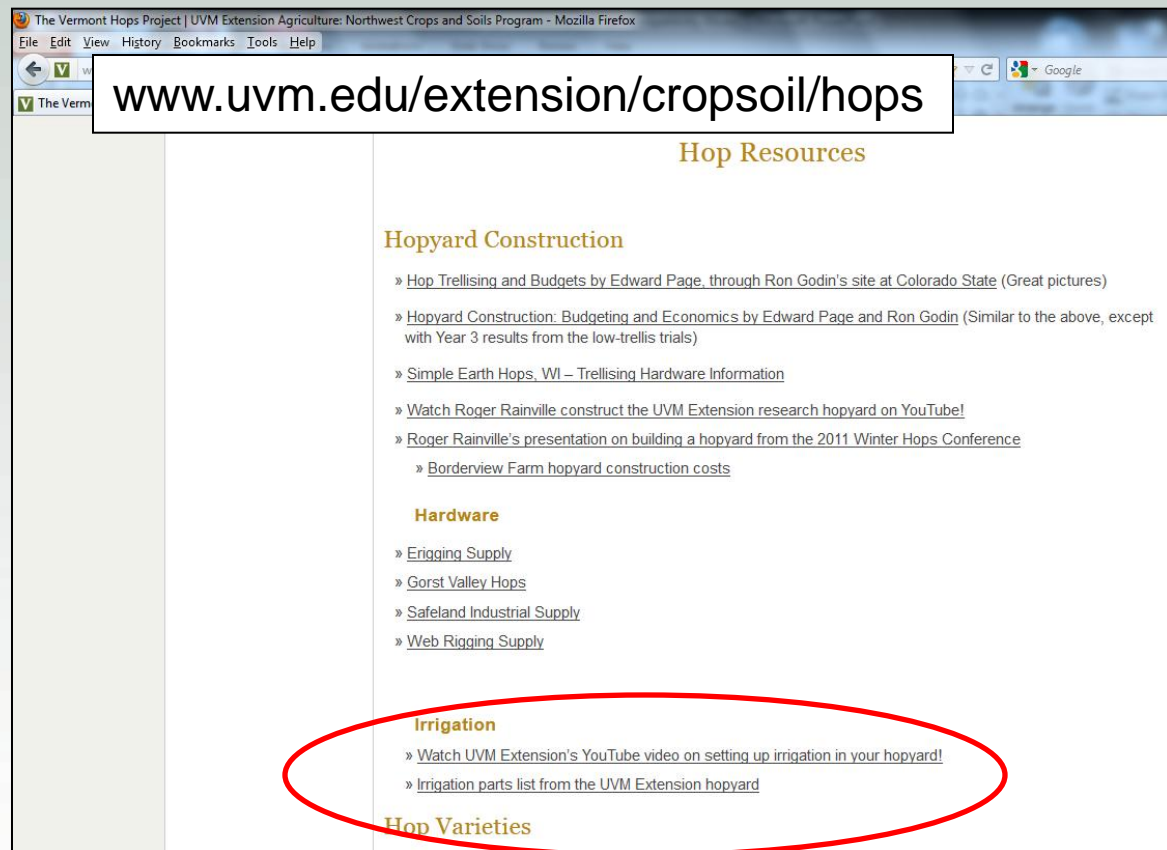 The Vermont Hops Project | UVM Extension Agriculture: Northwest Crops and Soils Program - Mozilla Firefox
File Edit View History Bookmarks Tools Help
www.uvm.edu/extension/cropsoil/hops
Google
The Verm
Hop Resources
Hopyard Construction
» Hop Trellising and Budgets by Edward Page, through Ron Godin's site at Colorado State (Great pictures)
» Hopyard Construction: Budgeting and Economics by Edward Page and Ron Godin (Similar to the above, except
with Year 3 results from the low-trellis trials)
» Simple Earth Hops, WI – Trellising Hardware Information
» Watch Roger Rainville construct the UVM Extension research hopyard on YouTube!
» Roger Rainville's presentation on building a hopyard from the 2011 Winter Hops Conference
» Borderview Farm hopyard construction costs
Hardware
» Erigging Supply
» Gorst Valley Hops
» Safeland Industrial Supply
» Web Rigging Supply
Irrigation
» Watch UVM Extension's YouTube video on setting up irrigation in your hopyard!
» Irrigation parts list from the UVM Extension hopyard
Hop Varieties